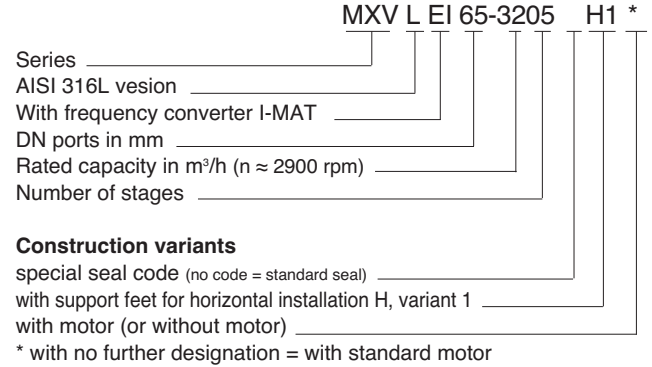 MXV L EI 65-3205 H1 *
Series
AISI 316L vesion
With frequency converter I-MAT
DN ports in mm
Rated capacity in m³/h (n ≈ 2900 rpm)
Number of stages
Construction variants
special seal code (no code = standard seal)
with support feet for horizontal installation H, variant 1
with motor (or without motor)
* with no further designation = with standard motor